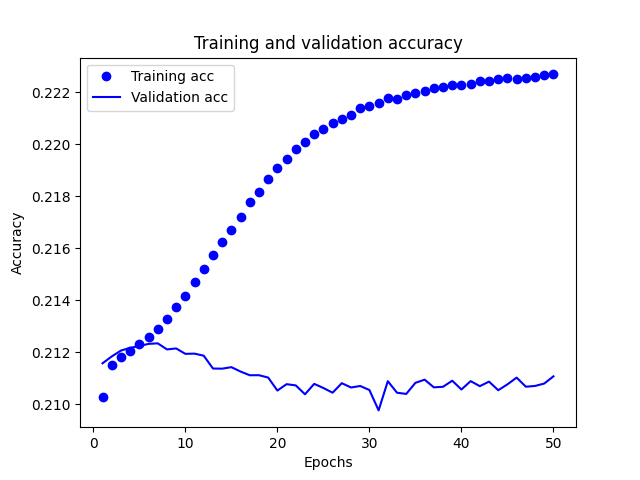 Training and validation accuracy
Training acc
Validation acc
0.222
0.220
0.218
0.216
0.214
0.212
0.210
Accuracy
0 10 20 30 40 50
Epochs